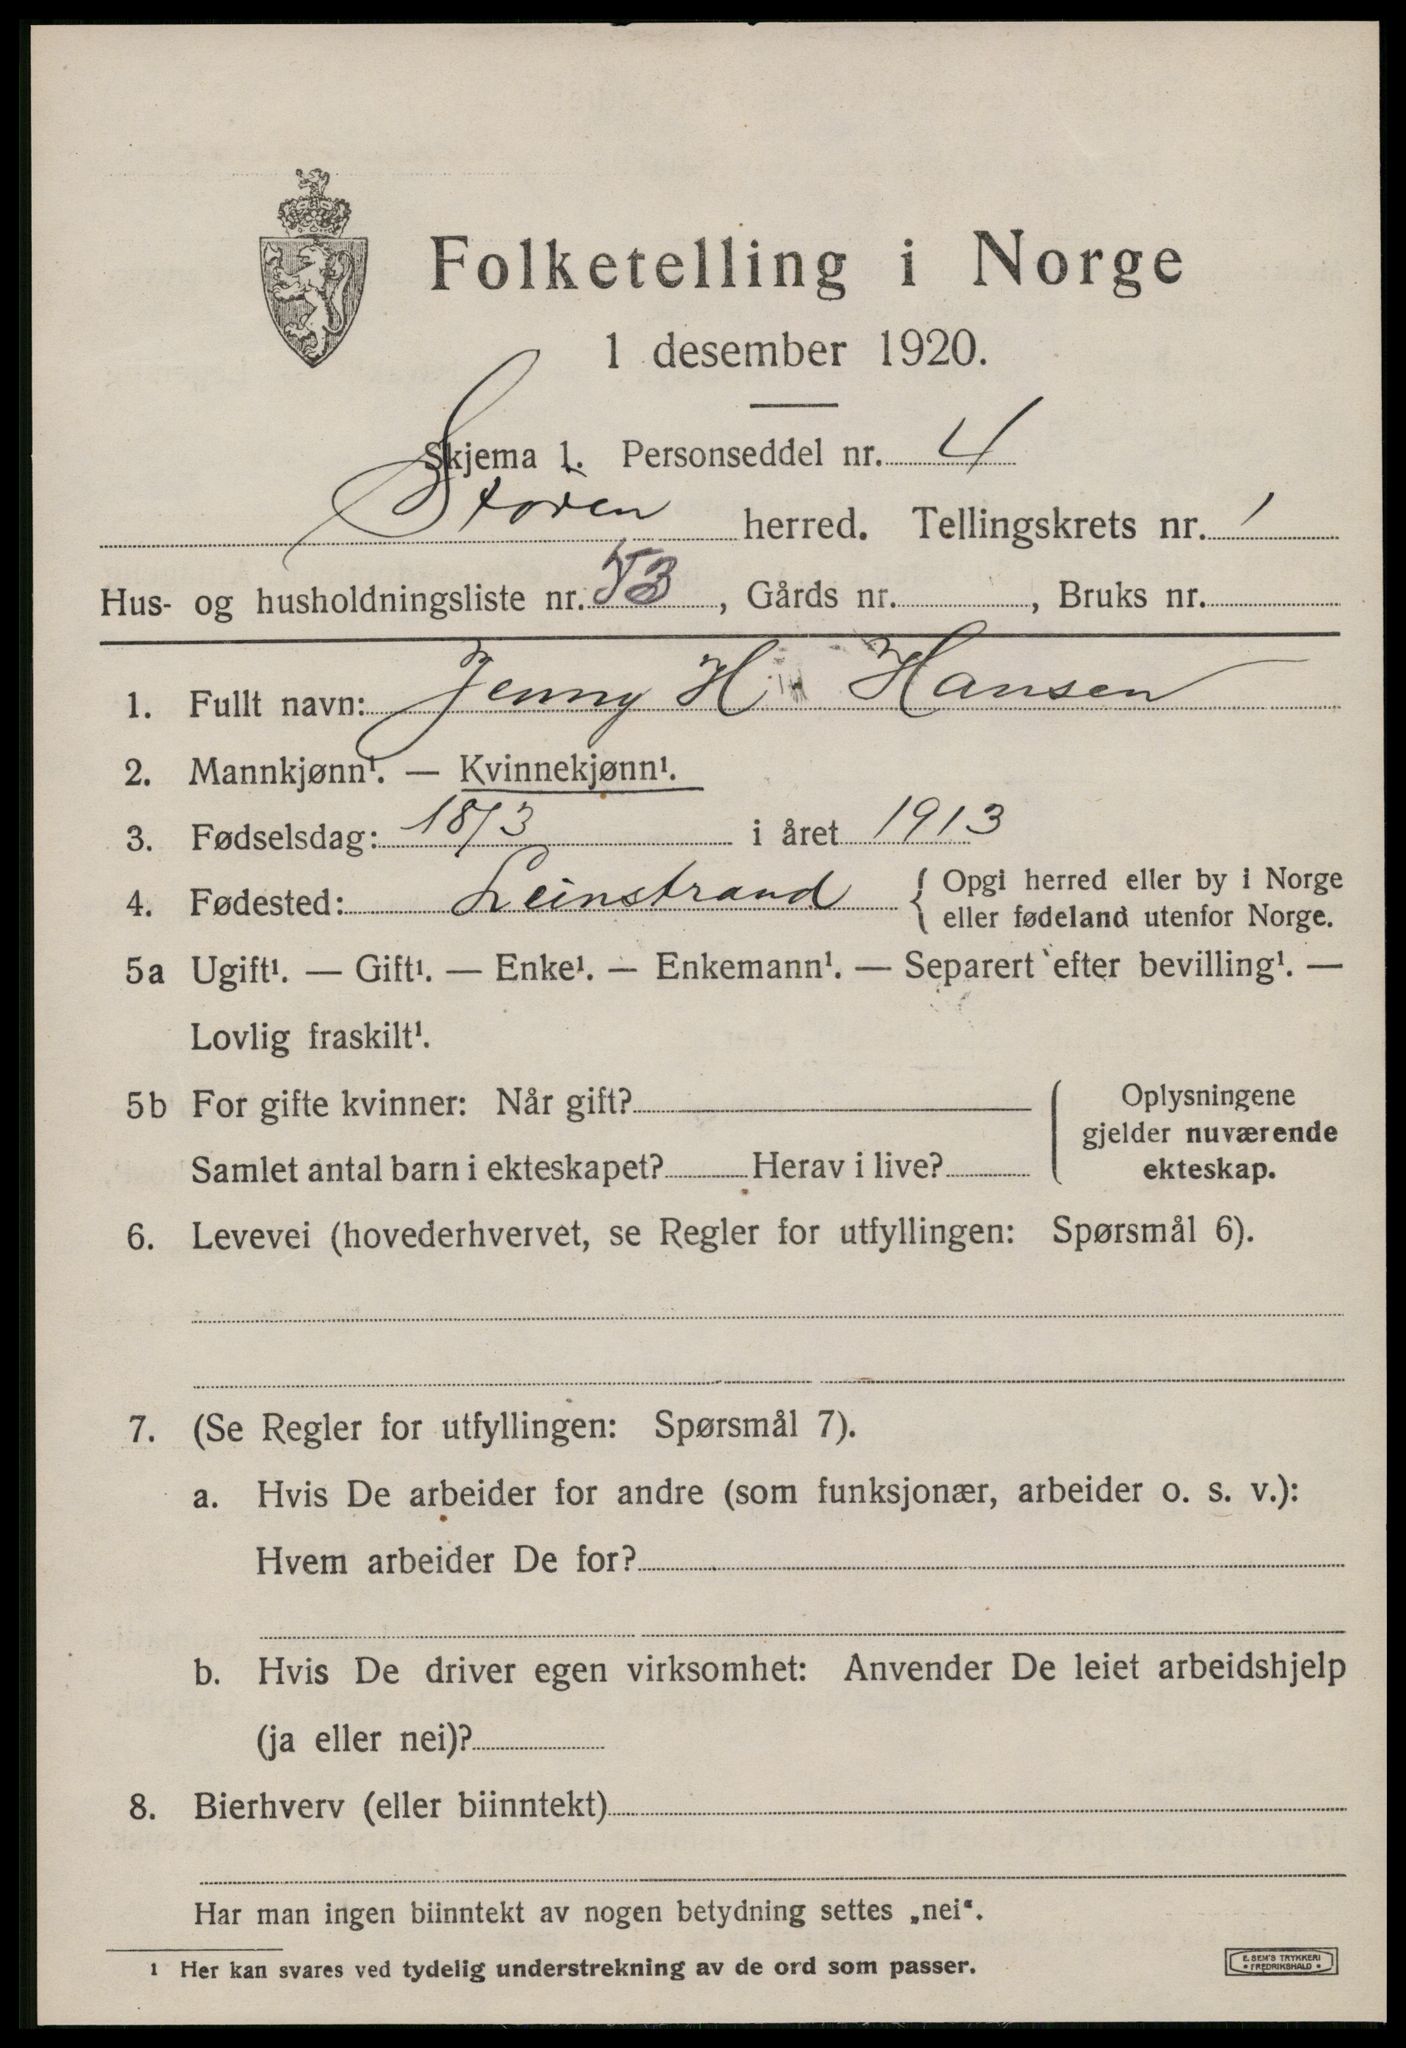 Folketelling i Norge
1 desember 1920.
Skjema 1. Personseddel nr. 4
Støren herred. Tellingskrets nr. 1
Hus- og husholdningsliste nr. 53, Gårds nr. , Bruks nr.
1. Fullt navn: Jenny H. Hansen
2. Mannkjønn¹. — Kvinnekjønn¹.
3. Fødselsdag: 18/3 i året 1913
4. Fødested: Leinstrand { Opgi herred eller by i Norge
eller fødeland utenfor Norge.
5a Ugift¹. — Gift¹. — Enke¹. — Enkemann¹. — Separert efter bevilling¹. —
Lovlig fraskilt¹.
5b For gifte kvinner: Når gift?
Samlet antal barn i ekteskapet? Herav i live?
Oplysningene
gjelder nuværende
ekteskap.
6. Levevei (hovederhvervet, se Regler for utfyllingen: Spørsmål 6).
7. (Se Regler for utfyllingen: Spørsmål 7).
a. Hvis De arbeider for andre (som funksjonær, arbeider o. s. v.):
Hvem arbeider De for?
b. Hvis De driver egen virksomhet: Anvender De leiet arbeidshjelp
(ja eller nei)?
8. Bierhverv (eller biinntekt)
Har man ingen biinntekt av nogen betydning settes „nei“.
1 Her kan svares ved tydelig understrekning av de ord som passer.
E. SEM'S TRYKKERI
• FREDRIKSHALD •